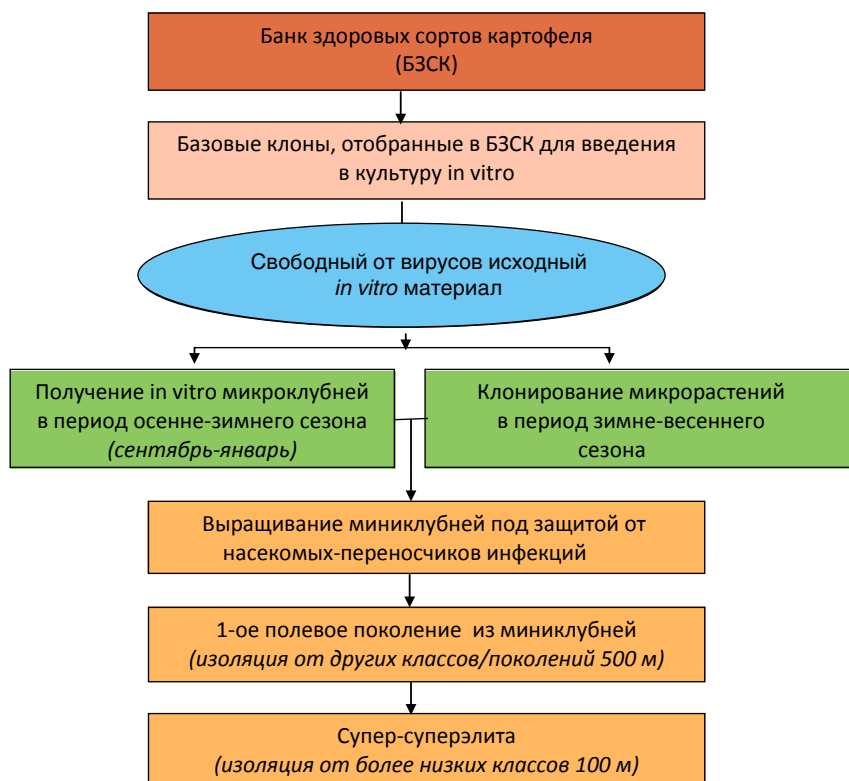 Банк здоровых сортов картофеля
(БЗСК)
Базовые клоны, отобранные в БЗСК для введения
в культуру in vitro
Свободный от вирусов исходный
in vitro материал
Получение in vitro микроклубней
в период осенне-зимнего сезона
(сентябрь-январь)
Клонирование микрорастений
в период зимне-весеннего
сезона
Выращивание миниклубней под защитой от
насекомых-переносчиков инфекций
1-ое полевое поколение из миниклубней
(изоляция от других классов/поколений 500 м)
Супер-суперэлита
(изоляция от более низких классов 100 м)